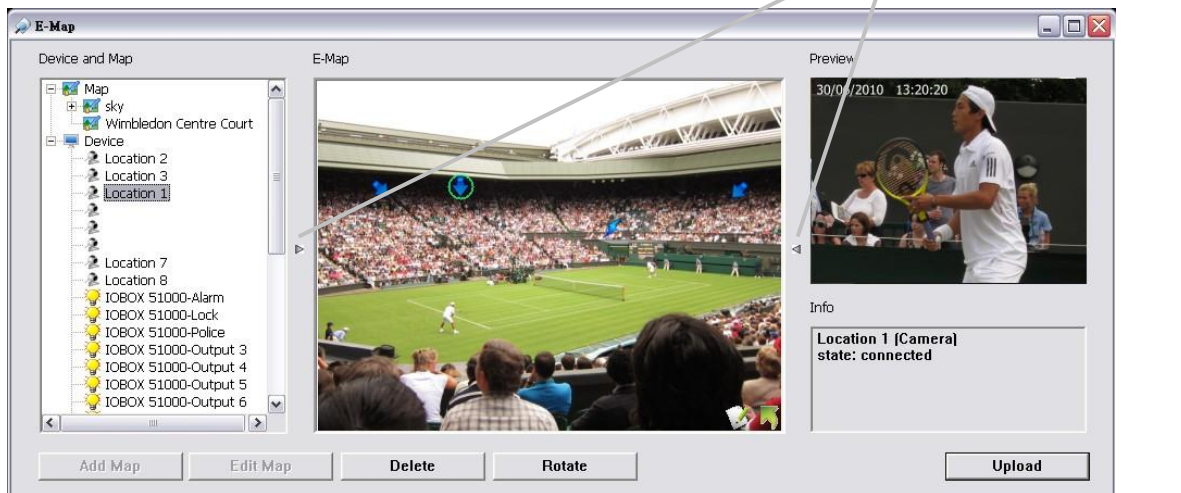 E-Map
Device and Map
Map
sky
Wimbledon Centre Court
Device
Location 2
Location 3
Location 1
Location 7
Location 8
IOBOX 51000-Alarm
IOBOX 51000-Lock
IOBOX 51000-Police
IOBOX 51000-Output 3
IOBOX 51000-Output 4
IOBOX 51000-Output 5
IOBOX 51000-Output 6
E-Map
Preview
30/06/2010 13:20:20
Info
Location 1 (Camera)
state: connected
Add Map
Edit Map
Delete
Rotate
Upload